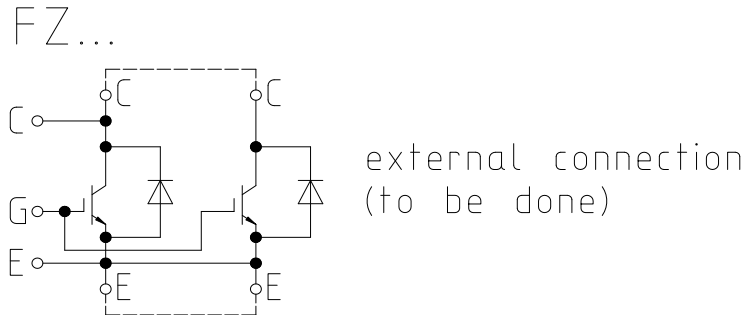 FZ...
C C
C
external connection
(to be done)
G
E
E E